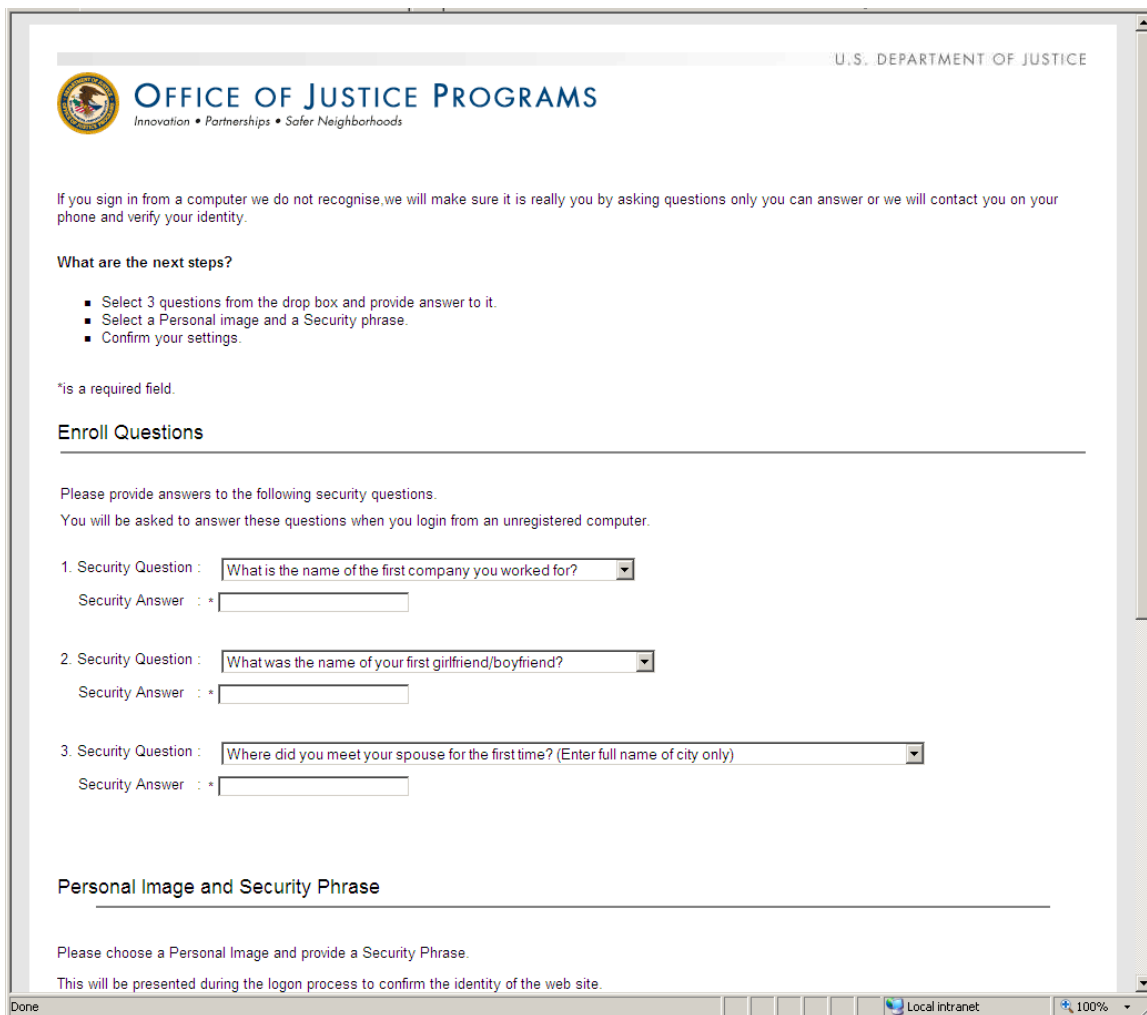 U.S. DEPARTMENT OF JUSTICE
OFFICE OF JUSTICE PROGRAMS
Innovation • Partnerships • Safer Neighborhoods
If you sign in from a computer we do not recognise,we will make sure it is really you by asking questions only you can answer or we will contact you on your
phone and verify your identity.
What are the next steps?
▪ Select 3 questions from the drop box and provide answer to it.
▪ Select a Personal image and a Security phrase.
▪ Confirm your settings.
*is a required field.
Enroll Questions
Please provide answers to the following security questions.
You will be asked to answer these questions when you login from an unregistered computer.
1. Security Question : What is the name of the first company you worked for?
Security Answer : *
2. Security Question : What was the name of your first girlfriend/boyfriend?
Security Answer : *
3. Security Question : Where did you meet your spouse for the first time? (Enter full name of city only)
Security Answer : *
Personal Image and Security Phrase
Please choose a Personal Image and provide a Security Phrase.
This will be presented during the logon process to confirm the identity of the web site.
Done Local intranet 100%